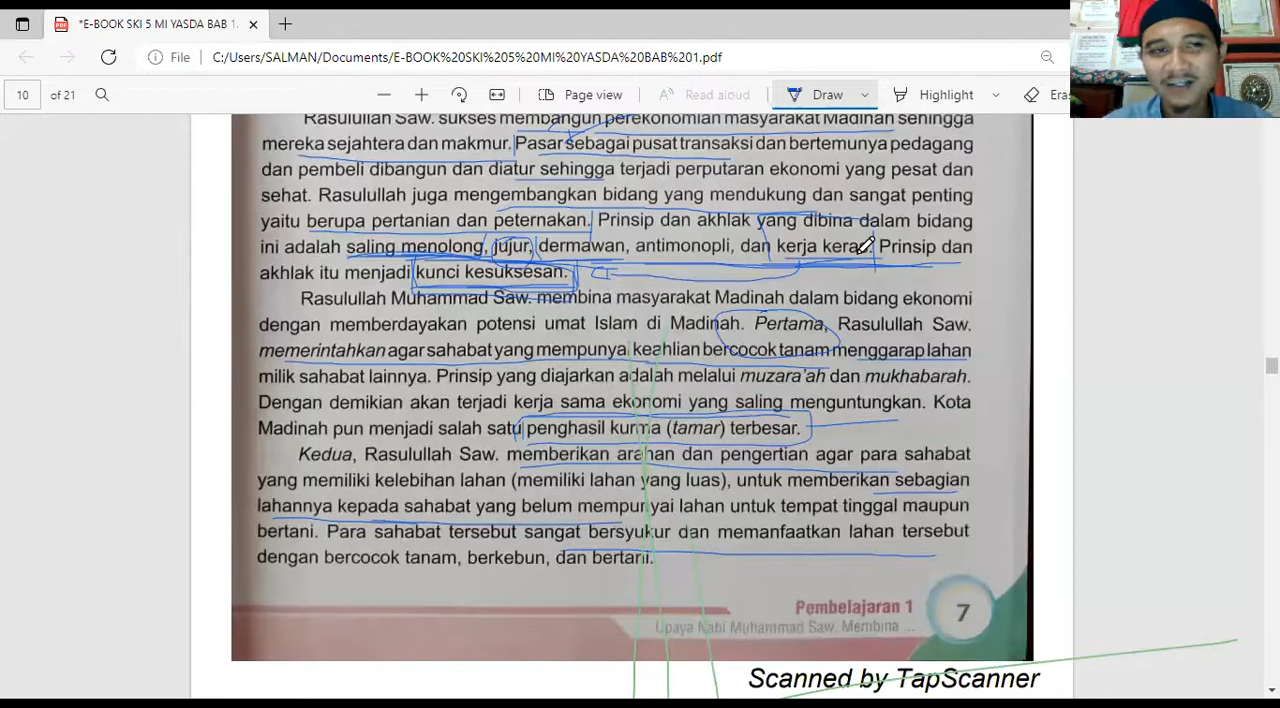 *E-BOOK SKI 5 MI YASDA BAB 1.
File C:/Users/SALMAN/Document
10 of 21 Page view Read aloud Draw Highlight Era
Rasulullah Saw. sukses membangun perekonomian masyarakat Madinah sehingga
mereka sejahtera dan makmur. Pasar sebagai pusat transaksi dan bertemunya pedagang
dan pembeli dibangun dan diatur sehingga terjadi perputaran ekonomi yang pesat dan
sehat. Rasulullah juga mengembangkan bidang yang mendukung dan sangat penting
yaitu berupa pertanian dan peternakan. Prinsip dan akhlak yang dibina dalam bidang
ini adalah saling menolong, jujur, dermawan, antimonopli, dan kerja keras. Prinsip dan
akhlak itu menjadi kunci kesuksesan.
Rasulullah Muhammad Saw. membina masyarakat Madinah dalam bidang ekonomi
dengan memberdayakan potensi umat Islam di Madinah. Pertama, Rasulullah Saw.
memerintahkan agar sahabat yang mempunya keahlian bercocok tanam menggarap lahan
milik sahabat lainnya. Prinsip yang diajarkan adalah melalui muzara'ah dan mukhabarah.
Dengan demikian akan terjadi kerja sama ekonomi yang saling menguntungkan. Kota
Madinah pun menjadi salah satu penghasil kurma (tamar) terbesar.
Kedua, Rasulullah Saw. memberikan arahan dan pengertian agar para sahabat
yang memiliki kelebihan lahan (memiliki lahan yang luas), untuk memberikan sebagian
lahannya kepada sahabat yang belum mempunyai lahan untuk tempat tinggal maupun
bertani. Para sahabat tersebut sangat bersyukur dan memanfaatkan lahan tersebut
dengan bercocok tanam, berkebun, dan bertani.
Pembelajaran 1
Upaya Nabi Muhammad Saw. Membina ...
7
Scanned by TapScanner